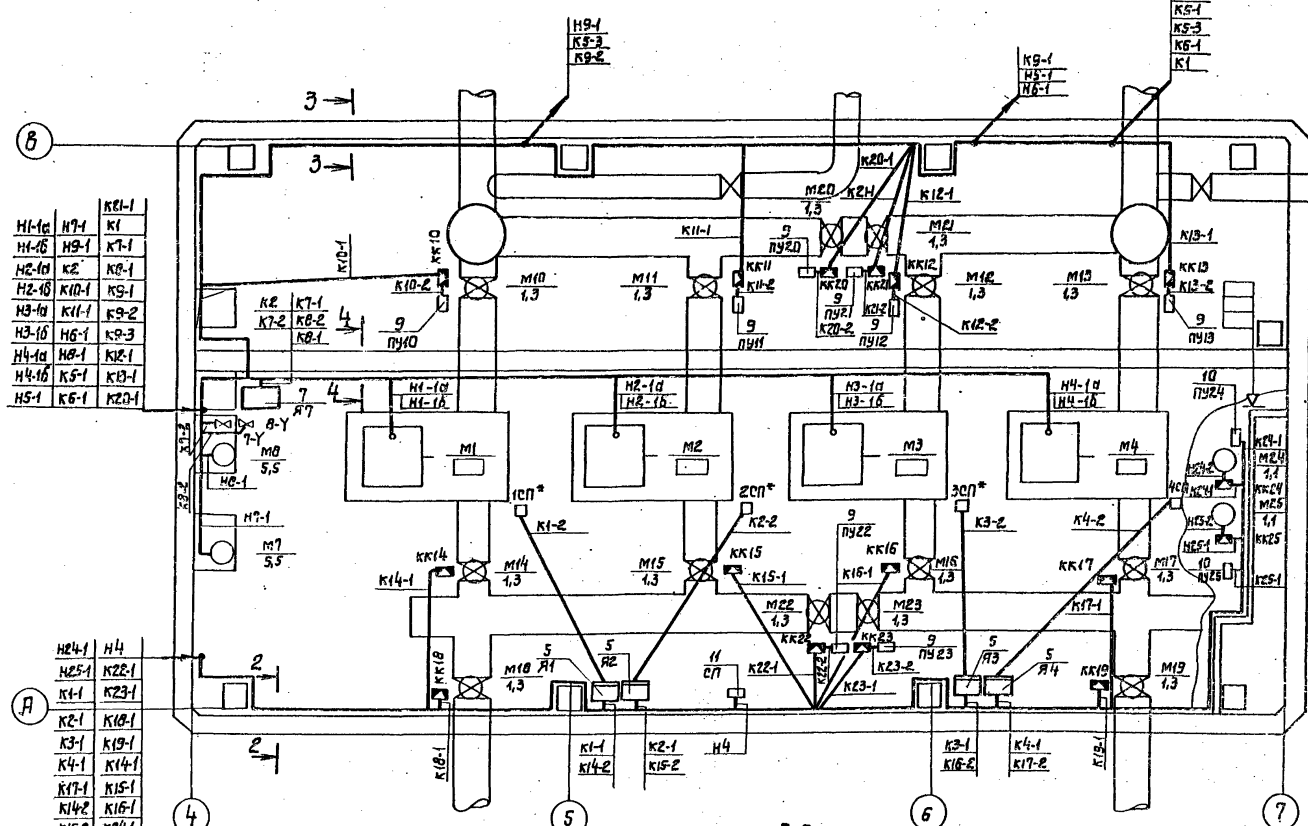 К5-1
К5-3
К6-1
К1
Н9-1
К5-3
К9-2
К9-1
Н5-1
Н6-1
3
3
В
К20-1
К2Н
К12-1
М20
1,3
М21
1,3
К21-1
Н1-1а Н7-1 К1
Н1-1б Н9-1 К7-1
Н2-1а К2 К8-1
Н2-1б К10-1 К9-1
Н3-1а К11-1 К9-2
Н3-1б Н6-1 К9-3
Н4-1а Н8-1 К12-1
Н4-1б К5-1 К13-1
Н5-1 К6-1 К20-1
К10-1
КК10
К10-2
9
ПУ10
М10
1,3
М11
1,3
К11-1
КК11
К11-2
9
ПУ11
9
ПУ20
КК20
К20-2
9
ПУ21
КК21
К21-2
9
ПУ12
КК12
К12-2
М12
1,3
М13
1,3
К13-1
КК13
К13-2
9
ПУ13
К2 К7-1
К7-2 К8-2
К8-1
4
4
7
Я7
Н1-1а
Н1-1б
Н2-1а
Н2-1б
Н3-1а
Н3-1б
Н4-1а
Н4-1б
10
ПУ24
8-У
7-У
М8
5,5
Н8-1
К9-2
Н7-1
М7
5,5
М1
М2
М3
М4
1СП*
2СП*
3СП*
4СП
К1-2
К2-2
К3-2
К4-2
9
ПУ22
К24-1
М24
1,1
КК24
М25
1,1
КК25
Н24-2
Н24-1
Н25-2
Н25-1
10
ПУ25
К25-1
КК14
К14-1
М14
1,3
М15
1,3
КК15
К15-1
КК16
К16-1
М16
1,3
КК17
К17-1
М17
1,3
М22
1,3
М23
1,3
КК22
К22-2
К22-1
КК23
К23-2
К23-1
9
ПУ23
КК18
М18
1,3
5
Я1
5
Я2
11
СП
5
Я3
5
Я4
КК19
М19
1,3
Н24-1 Н4
Н25-1 К22-1
К1-1 К23-1
К2-1 К18-1
К3-1 К19-1
К4-1 К14-1
К17-1 К15-1
К14-2 К16-1
2
2
А
К18-1
К1-1
К14-2
К2-1
К15-2
Н4
К3-1
К16-2
К4-1
К17-2
К19-1
4
5
6
7